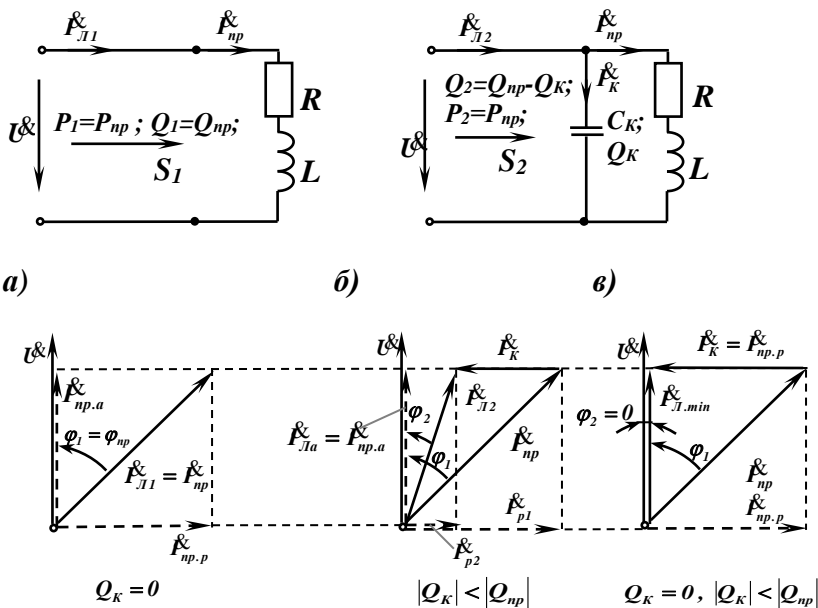 I&Л1
I&пр
U&
P1=Pпр ; Q1=Qпр;
S1
R
L
I&Л2
I&пр
I&К
U&
Q2=Qпр-QК;
P2=Pпр;
S2
CК;
QК
R
L
а)
б)
в)
U&
I&пр.а
φ1 = φпр
I&Л1 = I&пр
I&пр.р
QК = 0
U&
I&К
φ2
I&Л2
I&Ла = I&пр.а
φ1
I&пр
I&р1
I&р2
|QК| < |Qпр|
U&
I&К = I&пр.р
I&Л.min
φ2 = 0
φ1
I&пр
I&пр.р
QК = 0 , |QК| < |Qпр|